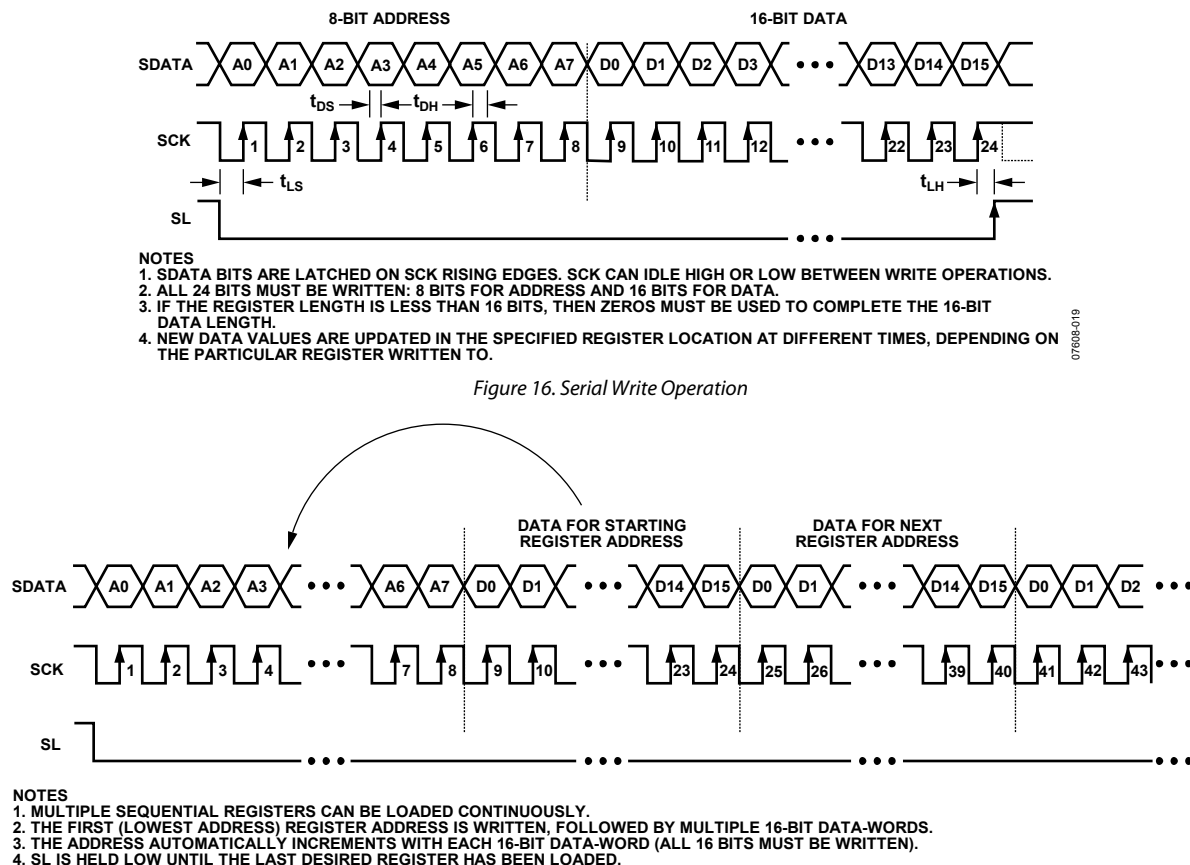 8-BIT ADDRESS 16-BIT DATA
SDATA A0 A1 A2 A3 A4 A5 A6 A7 D0 D1 D2 D3 D13 D14 D15
tDS tDH
SCK 1 2 3 4 5 6 7 8 9 10 11 12 22 23 24
tLS tLH
SL
NOTES
1. SDATA BITS ARE LATCHED ON SCK RISING EDGES. SCK CAN IDLE HIGH OR LOW BETWEEN WRITE OPERATIONS.
2. ALL 24 BITS MUST BE WRITTEN: 8 BITS FOR ADDRESS AND 16 BITS FOR DATA.
3. IF THE REGISTER LENGTH IS LESS THAN 16 BITS, THEN ZEROS MUST BE USED TO COMPLETE THE 16-BIT
DATA LENGTH.
4. NEW DATA VALUES ARE UPDATED IN THE SPECIFIED REGISTER LOCATION AT DIFFERENT TIMES, DEPENDING ON
THE PARTICULAR REGISTER WRITTEN TO.
07608-019
Figure 16. Serial Write Operation
DATA FOR STARTING
REGISTER ADDRESS
DATA FOR NEXT
REGISTER ADDRESS
SDATA A0 A1 A2 A3 A6 A7 D0 D1 D14 D15 D0 D1 D14 D15 D0 D1 D2
SCK 1 2 3 4 7 8 9 10 23 24 25 26 39 40 41 42 43
SL
NOTES
1. MULTIPLE SEQUENTIAL REGISTERS CAN BE LOADED CONTINUOUSLY.
2. THE FIRST (LOWEST ADDRESS) REGISTER ADDRESS IS WRITTEN, FOLLOWED BY MULTIPLE 16-BIT DATA-WORDS.
3. THE ADDRESS AUTOMATICALLY INCREMENTS WITH EACH 16-BIT DATA-WORD (ALL 16 BITS MUST BE WRITTEN).
4. SL IS HELD LOW UNTIL THE LAST DESIRED REGISTER HAS BEEN LOADED.